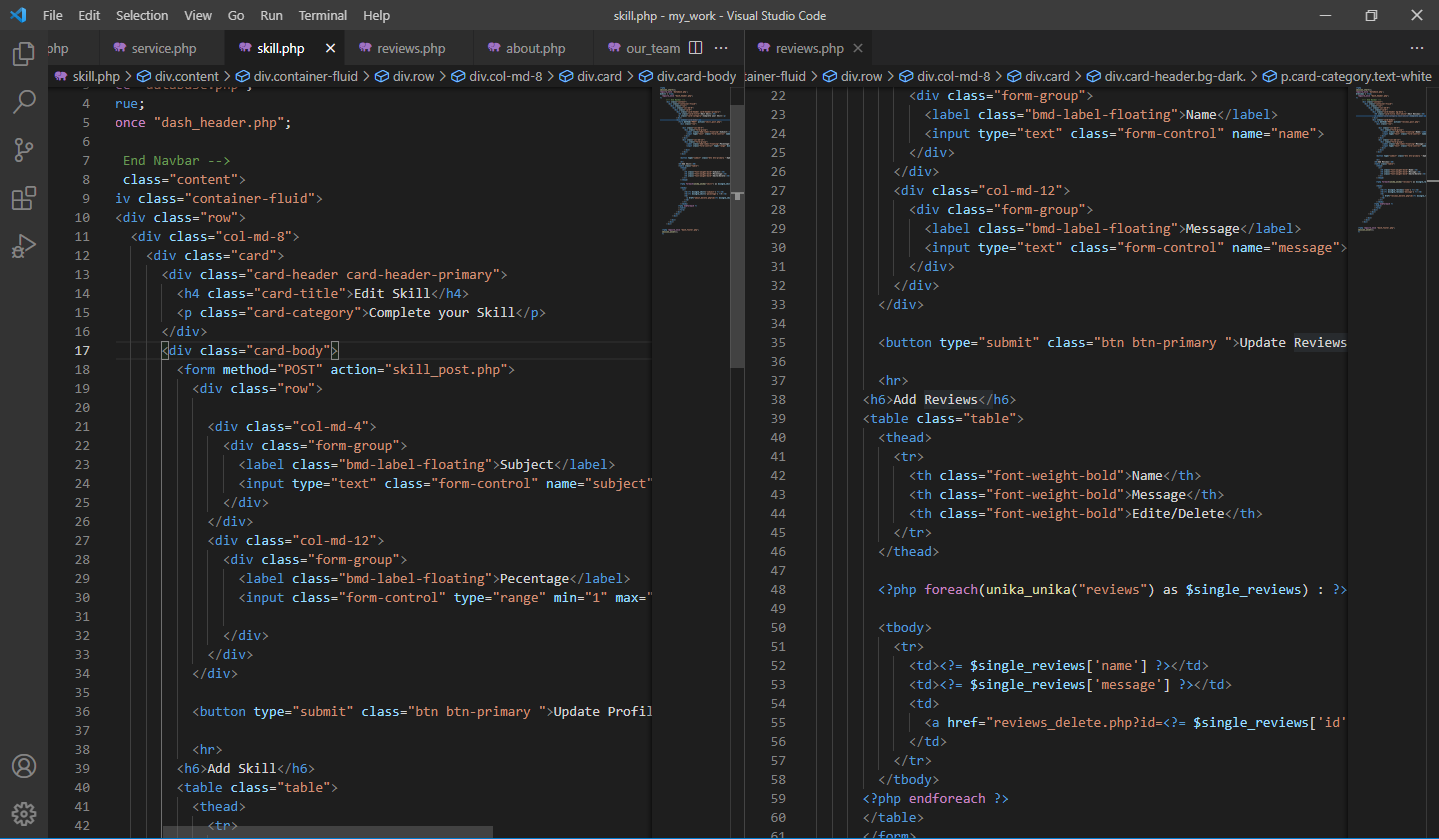 File Edit Selection View Go Run Terminal Help
skill.php - my_work - Visual Studio Code
php service.php skill.php reviews.php about.php our_team
skill.php > div.content > div.container-fluid > div.row > div.col-md-8 > div.card > div.card-body
4 rue;
5 once "dash_header.php";
6
7 End Navbar -->
8 class="content">
9 iv class="container-fluid">
10 <div class="row">
11 <div class="col-md-8">
12 <div class="card">
13 <div class="card-header card-header-primary">
14 <h4 class="card-title">Edit Skill</h4>
15 <p class="card-category">Complete your Skill</p>
16 </div>
17 <div class="card-body">
18 <form method="POST" action="skill_post.php">
19 <div class="row">
20
21 <div class="col-md-4">
22 <div class="form-group">
23 <label class="bmd-label-floating">Subject</label>
24 <input type="text" class="form-control" name="subject"
25 </div>
26 </div>
27 <div class="col-md-12">
28 <div class="form-group">
29 <label class="bmd-label-floating">Pecentage</label>
30 <input class="form-control" type="range" min="1" max="
31
32 </div>
33 </div>
34 </div>
35
36 <button type="submit" class="btn btn-primary ">Update Profil
37
38 <hr>
39 <h6>Add Skill</h6>
40 <table class="table">
41 <thead>
42 <tr>
reviews.php
tainer-fluid > div.row > div.col-md-8 > div.card > div.card-header.bg-dark. > p.card-category.text-white
22 <div class="form-group">
23 <label class="bmd-label-floating">Name</label>
24 <input type="text" class="form-control" name="name">
25 </div>
26 </div>
27 <div class="col-md-12">
28 <div class="form-group">
29 <label class="bmd-label-floating">Message</label>
30 <input type="text" class="form-control" name="message">
31 </div>
32 </div>
33 </div>
34
35 <button type="submit" class="btn btn-primary ">Update Reviews
36
37 <hr>
38 <h6>Add Reviews</h6>
39 <table class="table">
40 <thead>
41 <tr>
42 <th class="font-weight-bold">Name</th>
43 <th class="font-weight-bold">Message</th>
44 <th class="font-weight-bold">Edite/Delete</th>
45 </tr>
46 </thead>
47
48 <?php foreach(unika_unika("reviews") as $single_reviews) : ?>
49
50 <tbody>
51 <tr>
52 <td><?= $single_reviews['name'] ?></td>
53 <td><?= $single_reviews['message'] ?></td>
54 <td>
55 <a href="reviews_delete.php?id=<?= $single_reviews['id'
56 </td>
57 </tr>
58 </tbody>
59 <?php endforeach ?>
60 </table>
61 </form>